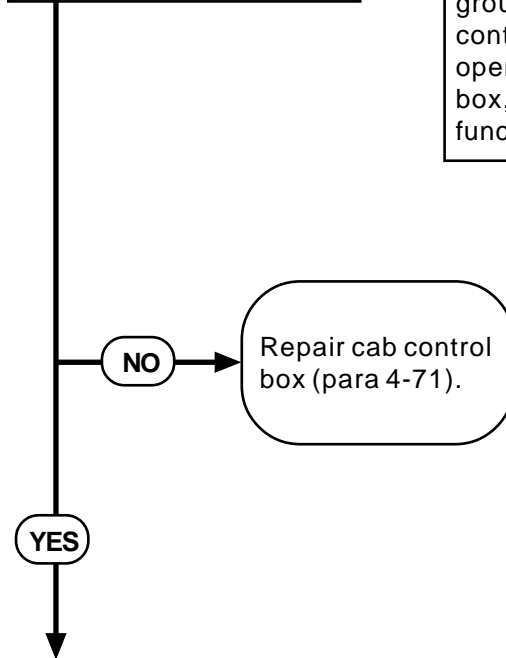 grou
cont
oper
box,
func
NO
Repair cab control
box (para 4-71).
YES